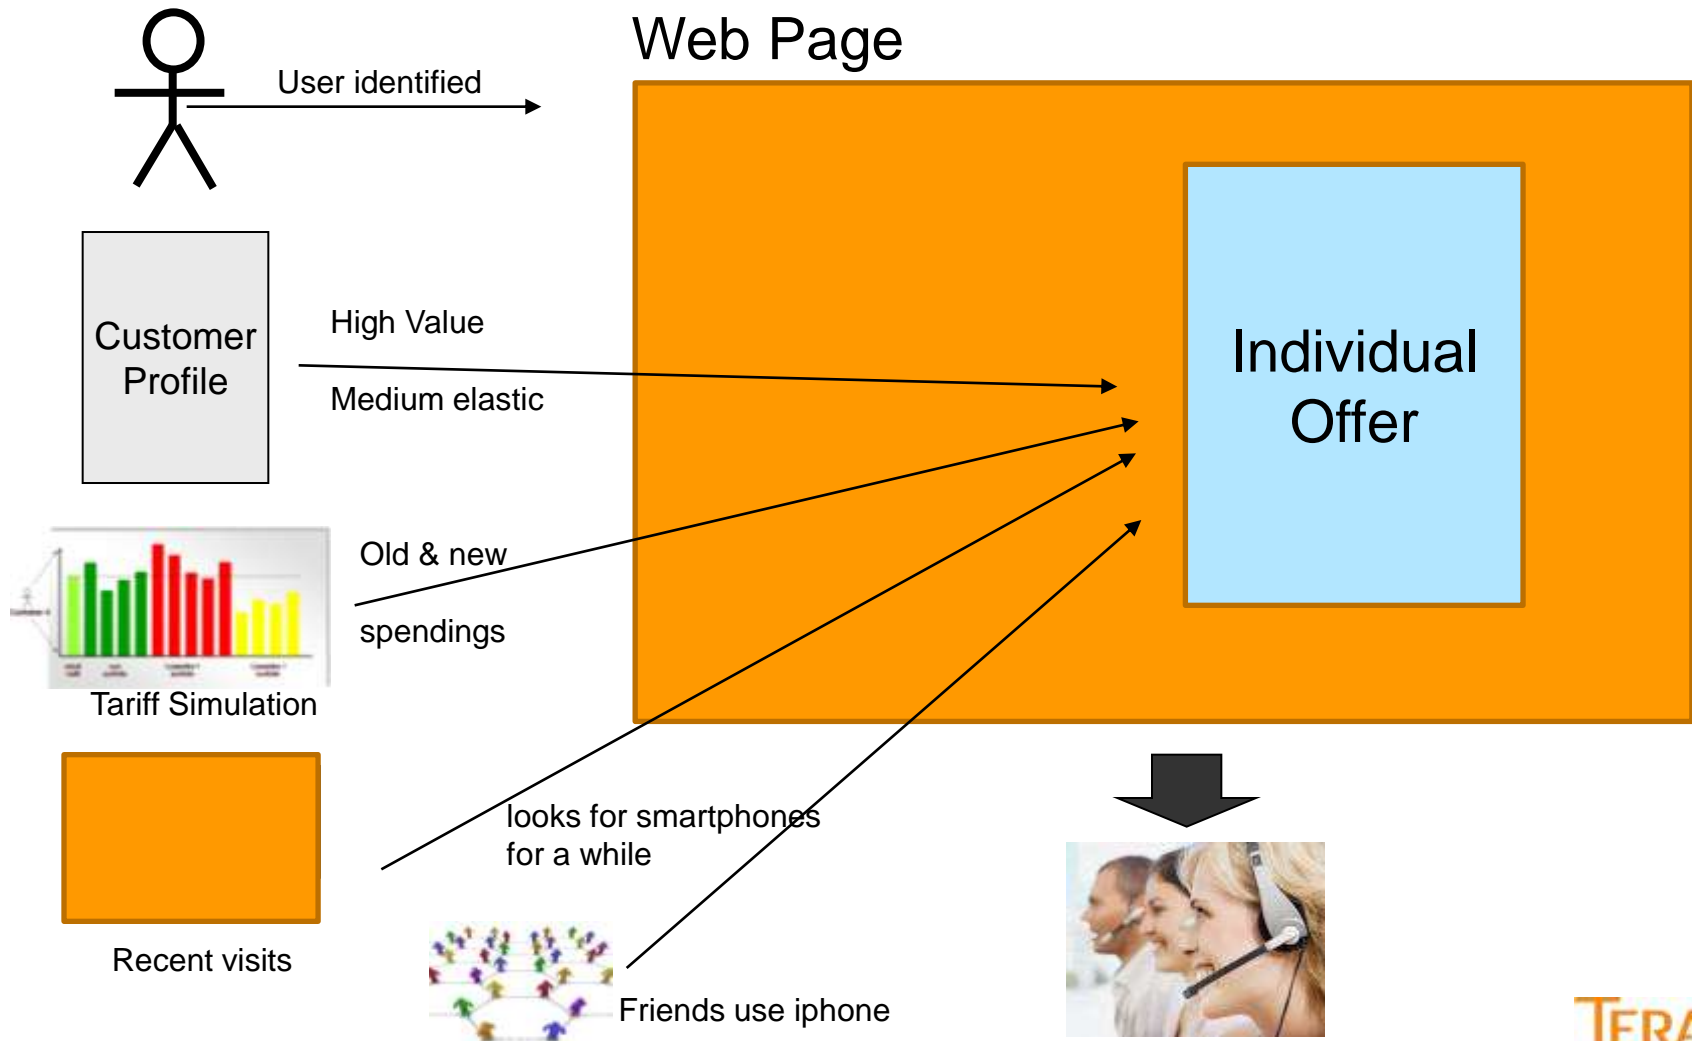 Web Page
User identified
Customer
Profile
High Value
Medium elastic
Individual
Offer
Old & new
spendings
Tariff Simulation
looks for smartphones
for a while
Recent visits
Friends use iphone
TERA